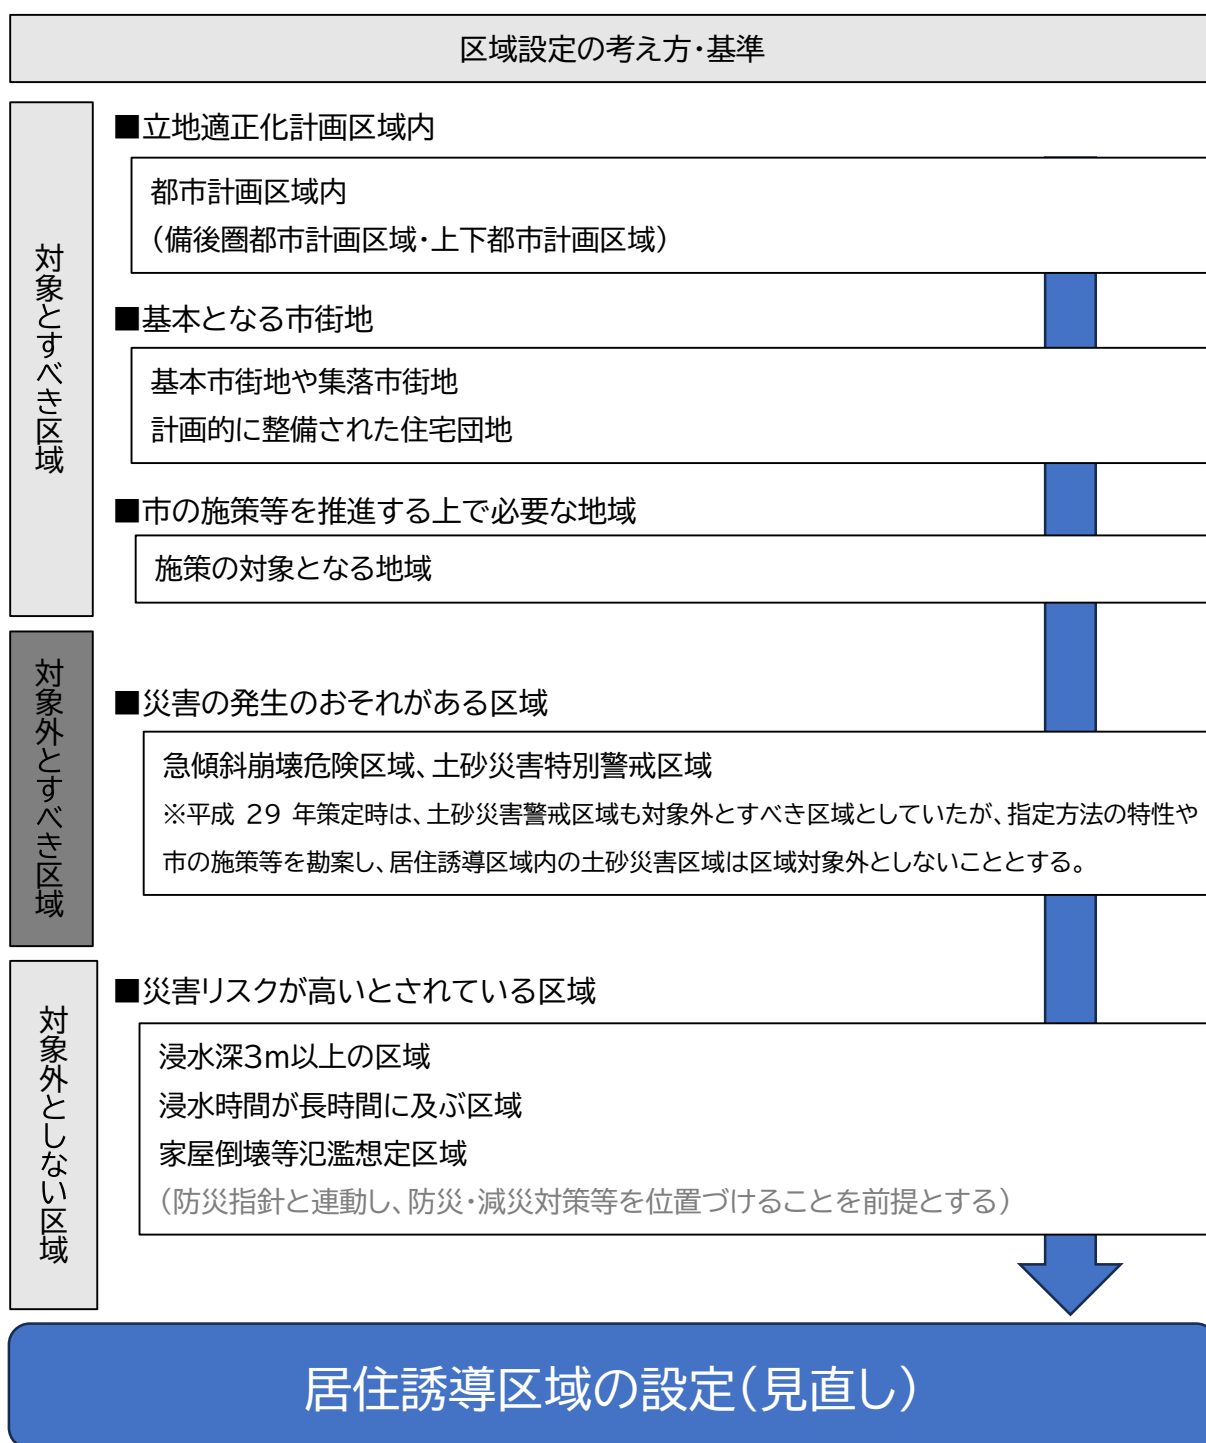 区域設定の考え方・基準
対象とすべき区域
■立地適正化計画区域内
都市計画区域内
（備後圏都市計画区域・上下都市計画区域）
■基本となる市街地
基本市街地や集落市街地
計画的に整備された住宅団地
■市の施策等を推進する上で必要な地域
施策の対象となる地域
対象外とすべき区域
■災害の発生のおそれがある区域
急傾斜崩壊危険区域、土砂災害特別警戒区域
※平成 29 年策定時は、土砂災害警戒区域も対象外とすべき区域としていたが、指定方法の特性や
市の施策等を勘案し、居住誘導区域内の土砂災害区域は区域対象外としないこととする。
対象外としない区域
■災害リスクが高いとされている区域
浸水深3m以上の区域
浸水時間が長時間に及ぶ区域
家屋倒壊等氾濫想定区域
（防災指針と連動し、防災・減災対策等を位置づけることを前提とする）
居住誘導区域の設定（見直し）